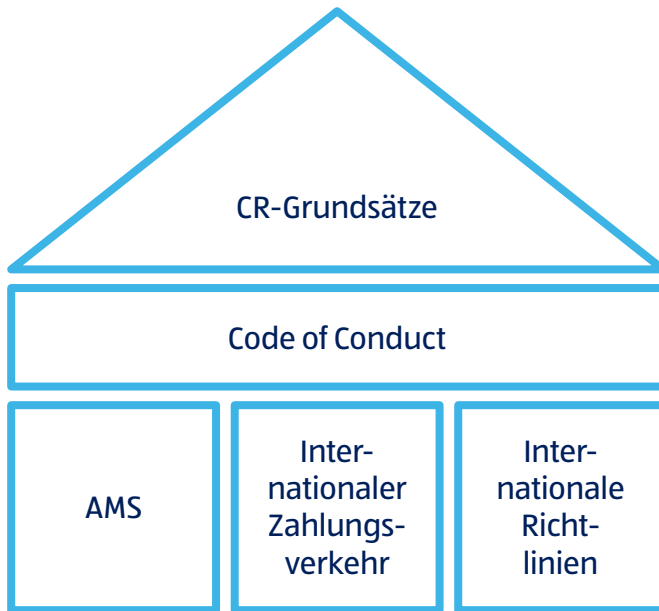 CR-Grundsätze
Code of Conduct
AMS
Inter-
nationaler
Zahlungs-
verkehr
Inter-
nationale
Richt-
linien